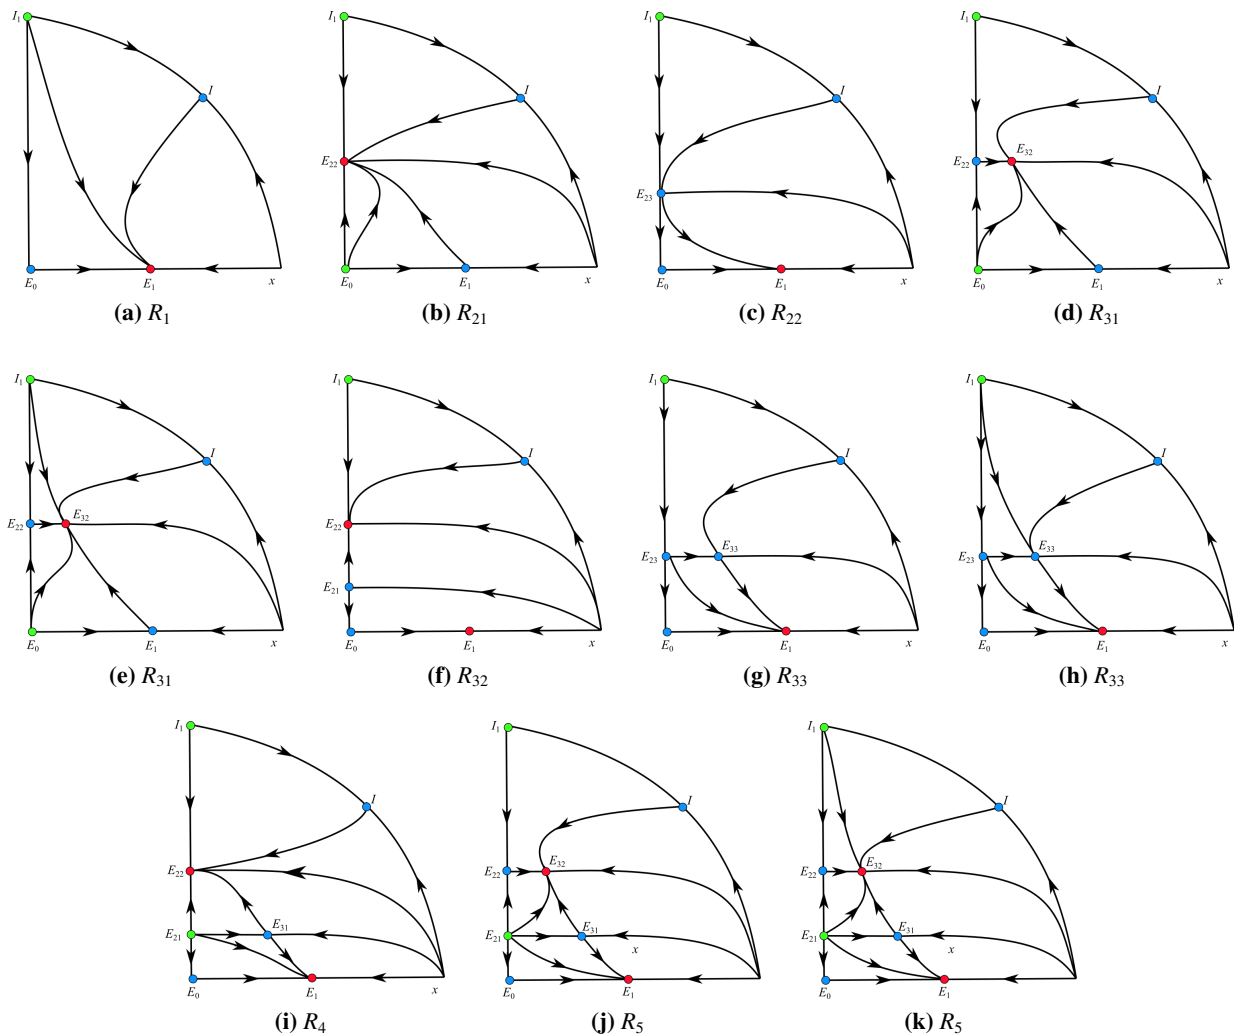 I₁ I₁ I₁ I₁
I I I I
E₂₂ E₂₃ E₂₂ E₃₂
E₀ E₁ x E₀ E₁ x E₀ E₁ x E₀ E₁ x
(a) R₁ (b) R₂₁ (c) R₂₂ (d) R₃₁
I₁ I₁ I₁ I₁
I I I I
E₂₂ E₃₂ E₂₂ E₂₁ E₂₃ E₃₃ E₂₃ E₃₃
E₀ E₁ x E₀ E₁ x E₀ E₁ x E₀ E₁ x
(e) R₃₁ (f) R₃₂ (g) R₃₃ (h) R₃₃
I₁ I₁ I₁
I I I
E₂₂ E₂₂ E₃₂ E₂₂ E₃₂
E₂₁ E₃₁ E₂₁ E₃₁ x E₂₁ E₃₁ x
E₀ E₁ x E₀ E₁ E₀ E₁
(i) R₄ (j) R₅ (k) R₅